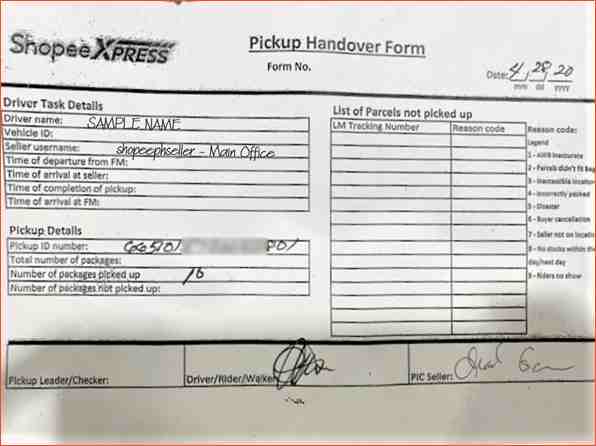 ShopeeXPRESS
Pickup Handover Form
Form No.
Date: 4, 28, 20
mm dd yyyy
Driver Task Details
Driver name: SAMPLE NAME
Vehicle ID:
Seller username: shopeephseller - Main Office
Time of departure from FM:
Time of arrival at seller:
Time of completion of pickup:
Time of arrival at FM:
Pickup Details
Pickup ID number:
Total number of packages:
Number of packages picked up 10
Number of packages not picked up:
List of Parcels not picked up
LM Tracking Number Reason code
Reason code:
Legend
1 - AWB Inaccurate
2 - Parcels didn't fit bag
3 - Inaccessible location
4 - Incorrectly packed
5 - Disaster
6 - Buyer cancellation
7 - Seller not on location
8 - No stocks within the
day/next day
9 - Riders no show
Pickup Leader/Checker:
Driver/Rider/Walker
PIC Seller: